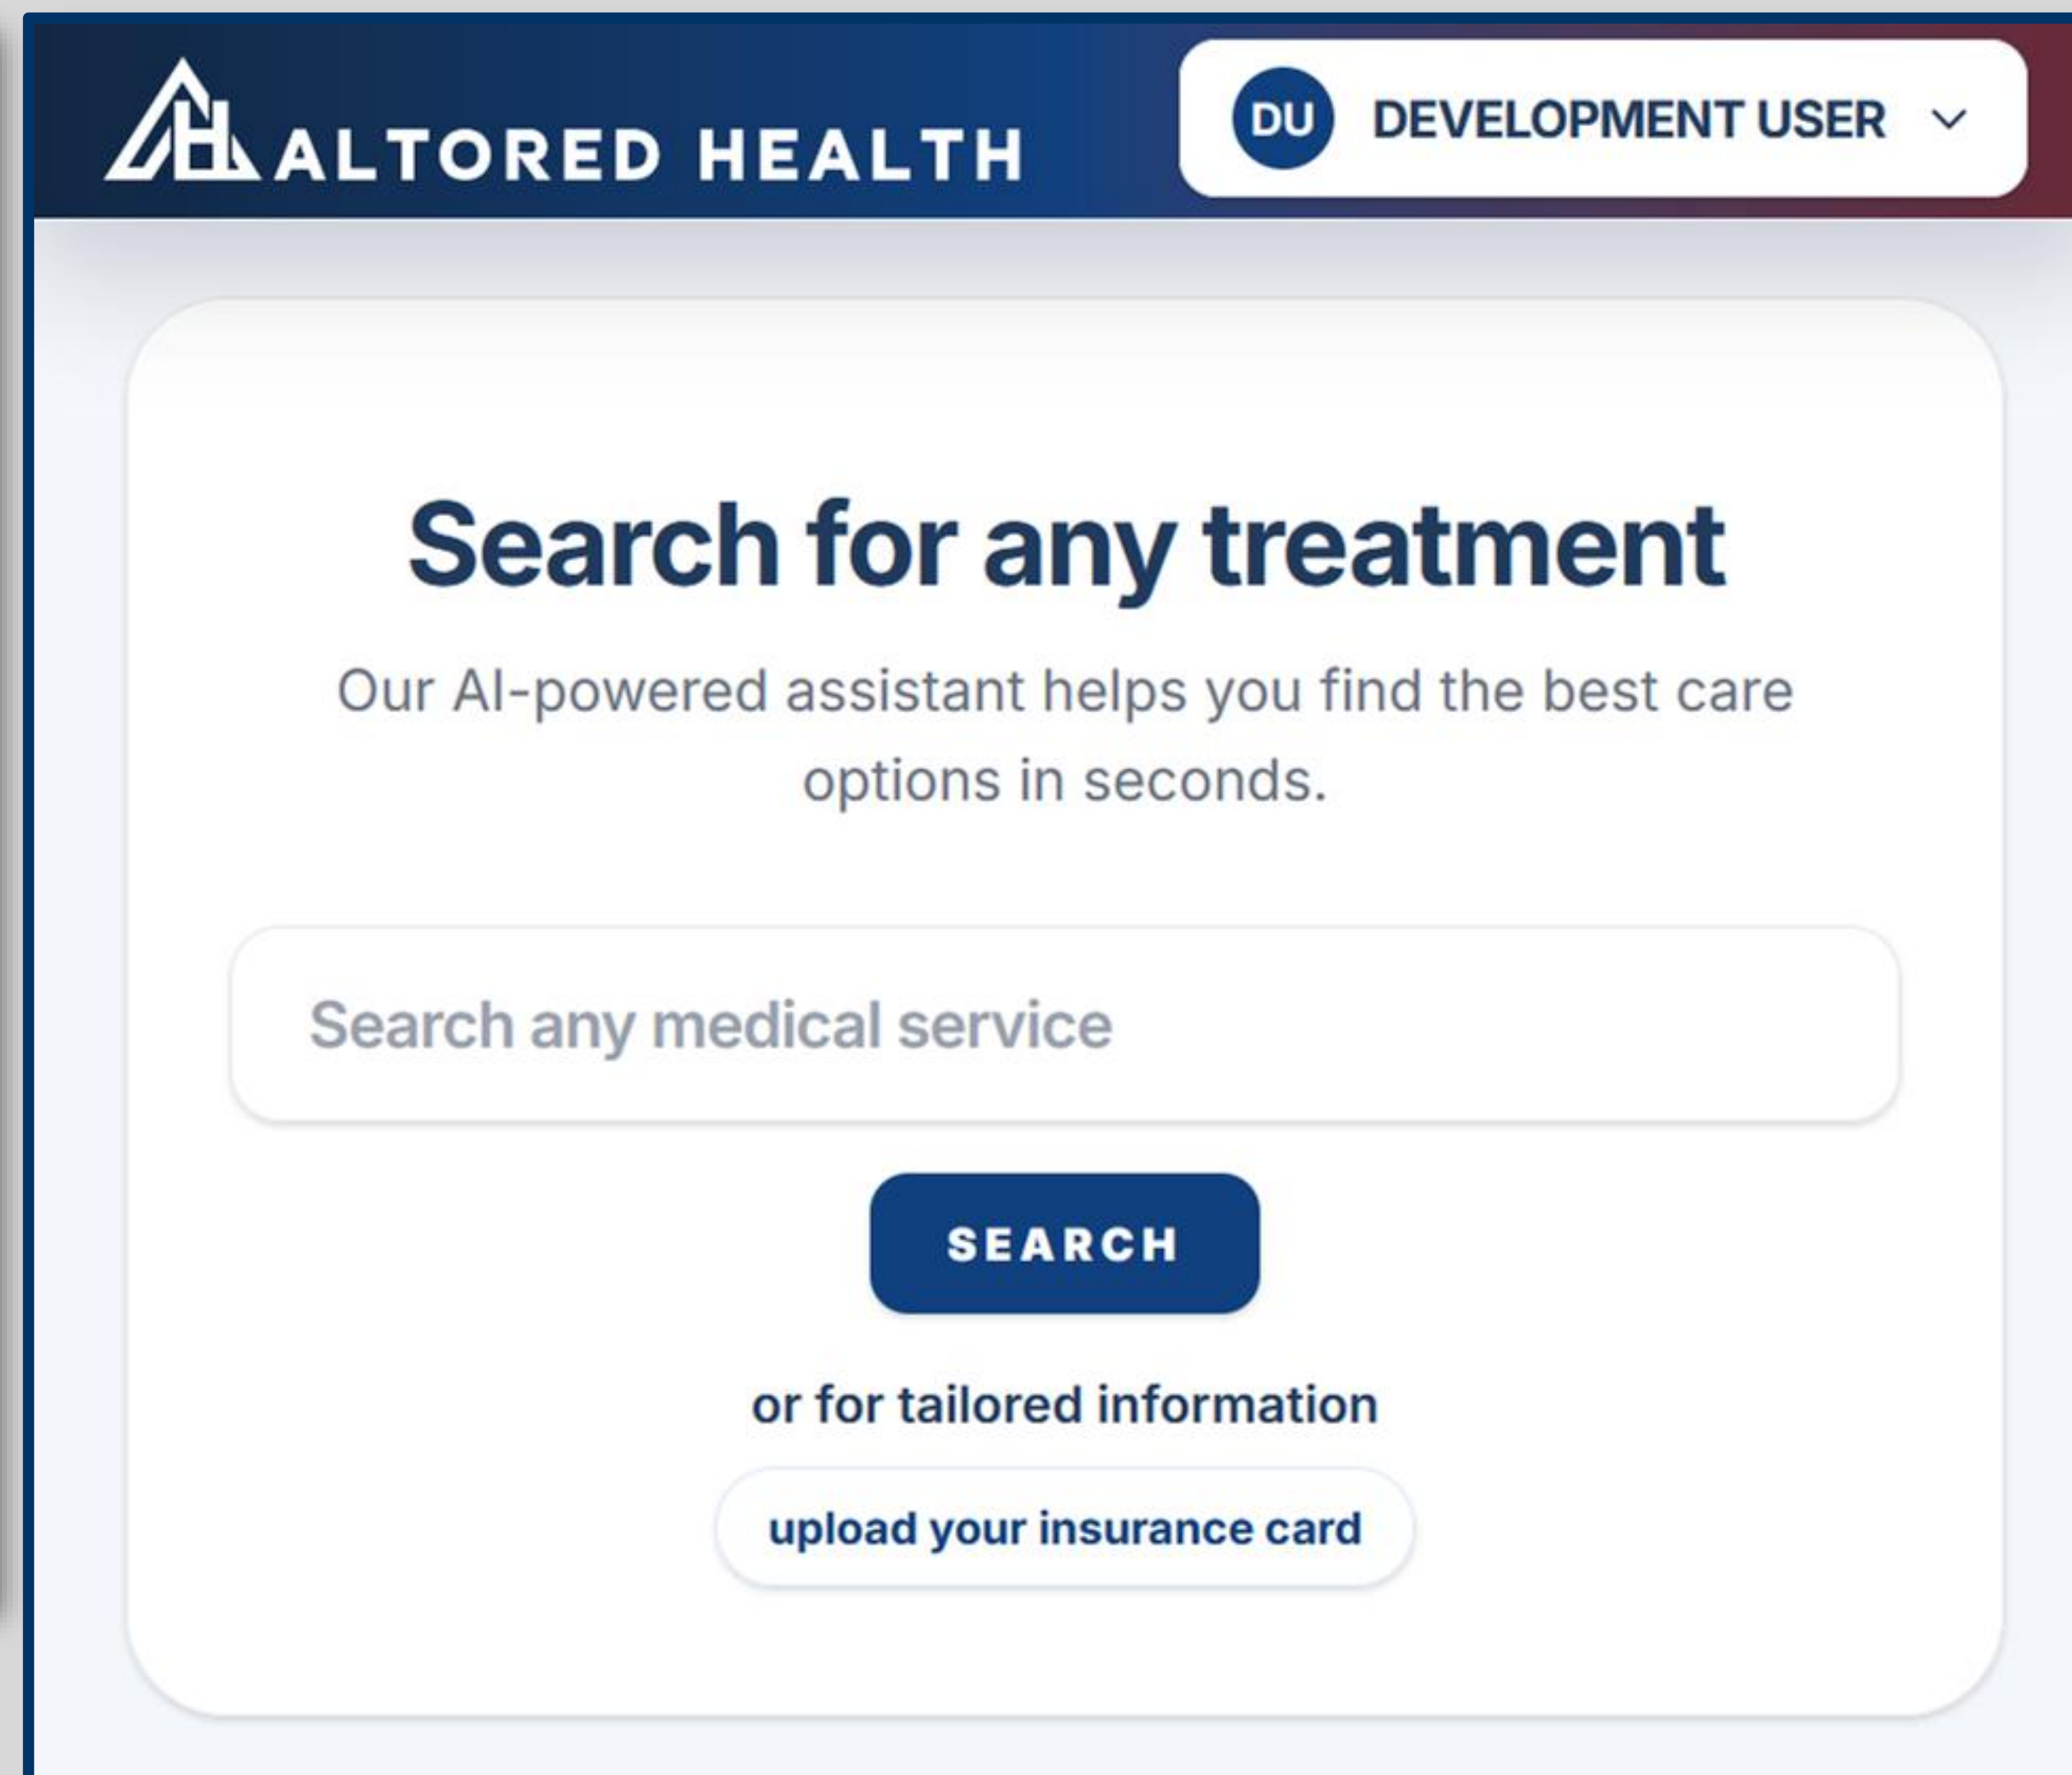 ALTORED HEALTH
DU DEVELOPMENT USER
Search for any treatment
Our AI-powered assistant helps you find the best care
options in seconds.
Search any medical service
SEARCH
or for tailored information
upload your insurance card